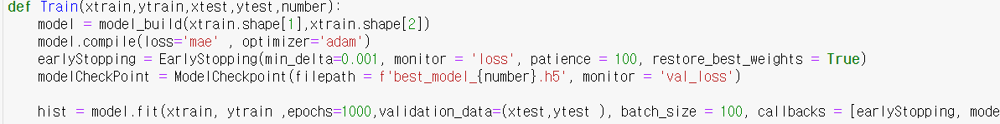 def Train(xtrain,ytrain,xtest,ytest,number):
    model = model_build(xtrain.shape[1],xtrain.shape[2])
    model.compile(loss='mae' , optimizer='adam')
    earlyStopping = EarlyStopping(min_delta=0.001, monitor = 'loss', patience = 100, restore_best_weights = True)
    modelCheckPoint = ModelCheckpoint(filepath = f'best_model_{number}.h5', monitor = 'val_loss')
    hist = model.fit(xtrain, ytrain ,epochs=1000,validation_data=(xtest,ytest ), batch_size = 100, callbacks = [earlyStopping, mode